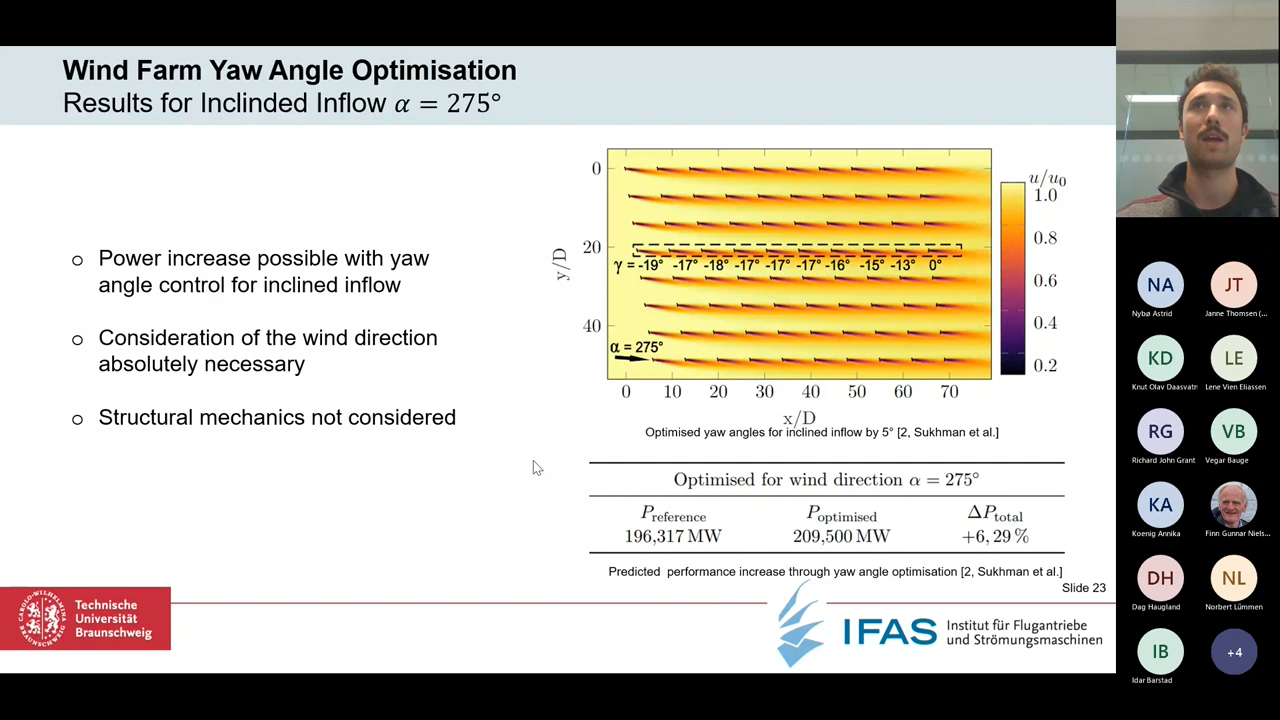 Wind Farm Yaw Angle Optimisation
Results for Inclinded Inflow α = 275°
o Power increase possible with yaw
angle control for inclined inflow
o Consideration of the wind direction
absolutely necessary
o Structural mechanics not considered
y/D
0
20
40
γ = -19° -17° -18° -17° -17° -17° -16° -15° -13° 0°
α = 275°
0 10 20 30 40 50 60 70
x/D
u/u0
1.0
0.8
0.6
0.4
0.2
Optimised yaw angles for inclined inflow by 5° [2, Sukhman et al.]
Optimised for wind direction α = 275°
Preference Poptimised ΔPtotal
196,317 MW 209,500 MW +6, 29 %
Predicted performance increase through yaw angle optimisation [2, Sukhman et al.]
Slide 23
CAROLO-WILHELMINA
Technische
Universität
Braunschweig
IFAS
Institut für Flugantriebe
und Strömungsmaschinen
NA JT
Nybø Astrid Janne Thomsen (...
KD LE
Knut Olav Daasvatn Lene Vien Eliassen
RG VB
Richard John Grant Vegar Bauge
KA
Koenig Annika Finn Gunnar Niels...
DH NL
Dag Haugland Norbert Lümmen
IB +4
Idar Barstad